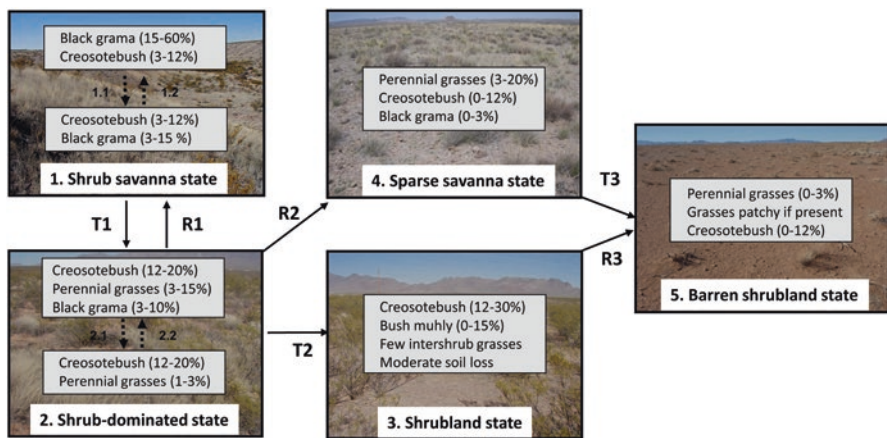 Black grama (15-60%)
Creosotebush (3-12%)
1.1
1.2
Creosotebush (3-12%)
Black grama (3-15 %)
1. Shrub savanna state
T1
R1
Creosotebush (12-20%)
Perennial grasses (3-15%)
Black grama (3-10%)
2.1
2.2
Creosotebush (12-20%)
Perennial grasses (1-3%)
2. Shrub-dominated state
R2
T2
Perennial grasses (3-20%)
Creosotebush (0-12%)
Black grama (0-3%)
4. Sparse savanna state
Creosotebush (12-30%)
Bush muhly (0-15%)
Few intershrub grasses
Moderate soil loss
3. Shrubland state
T3
R3
Perennial grasses (0-3%)
Grasses patchy if present
Creosotebush (0-12%)
5. Barren shrubland state